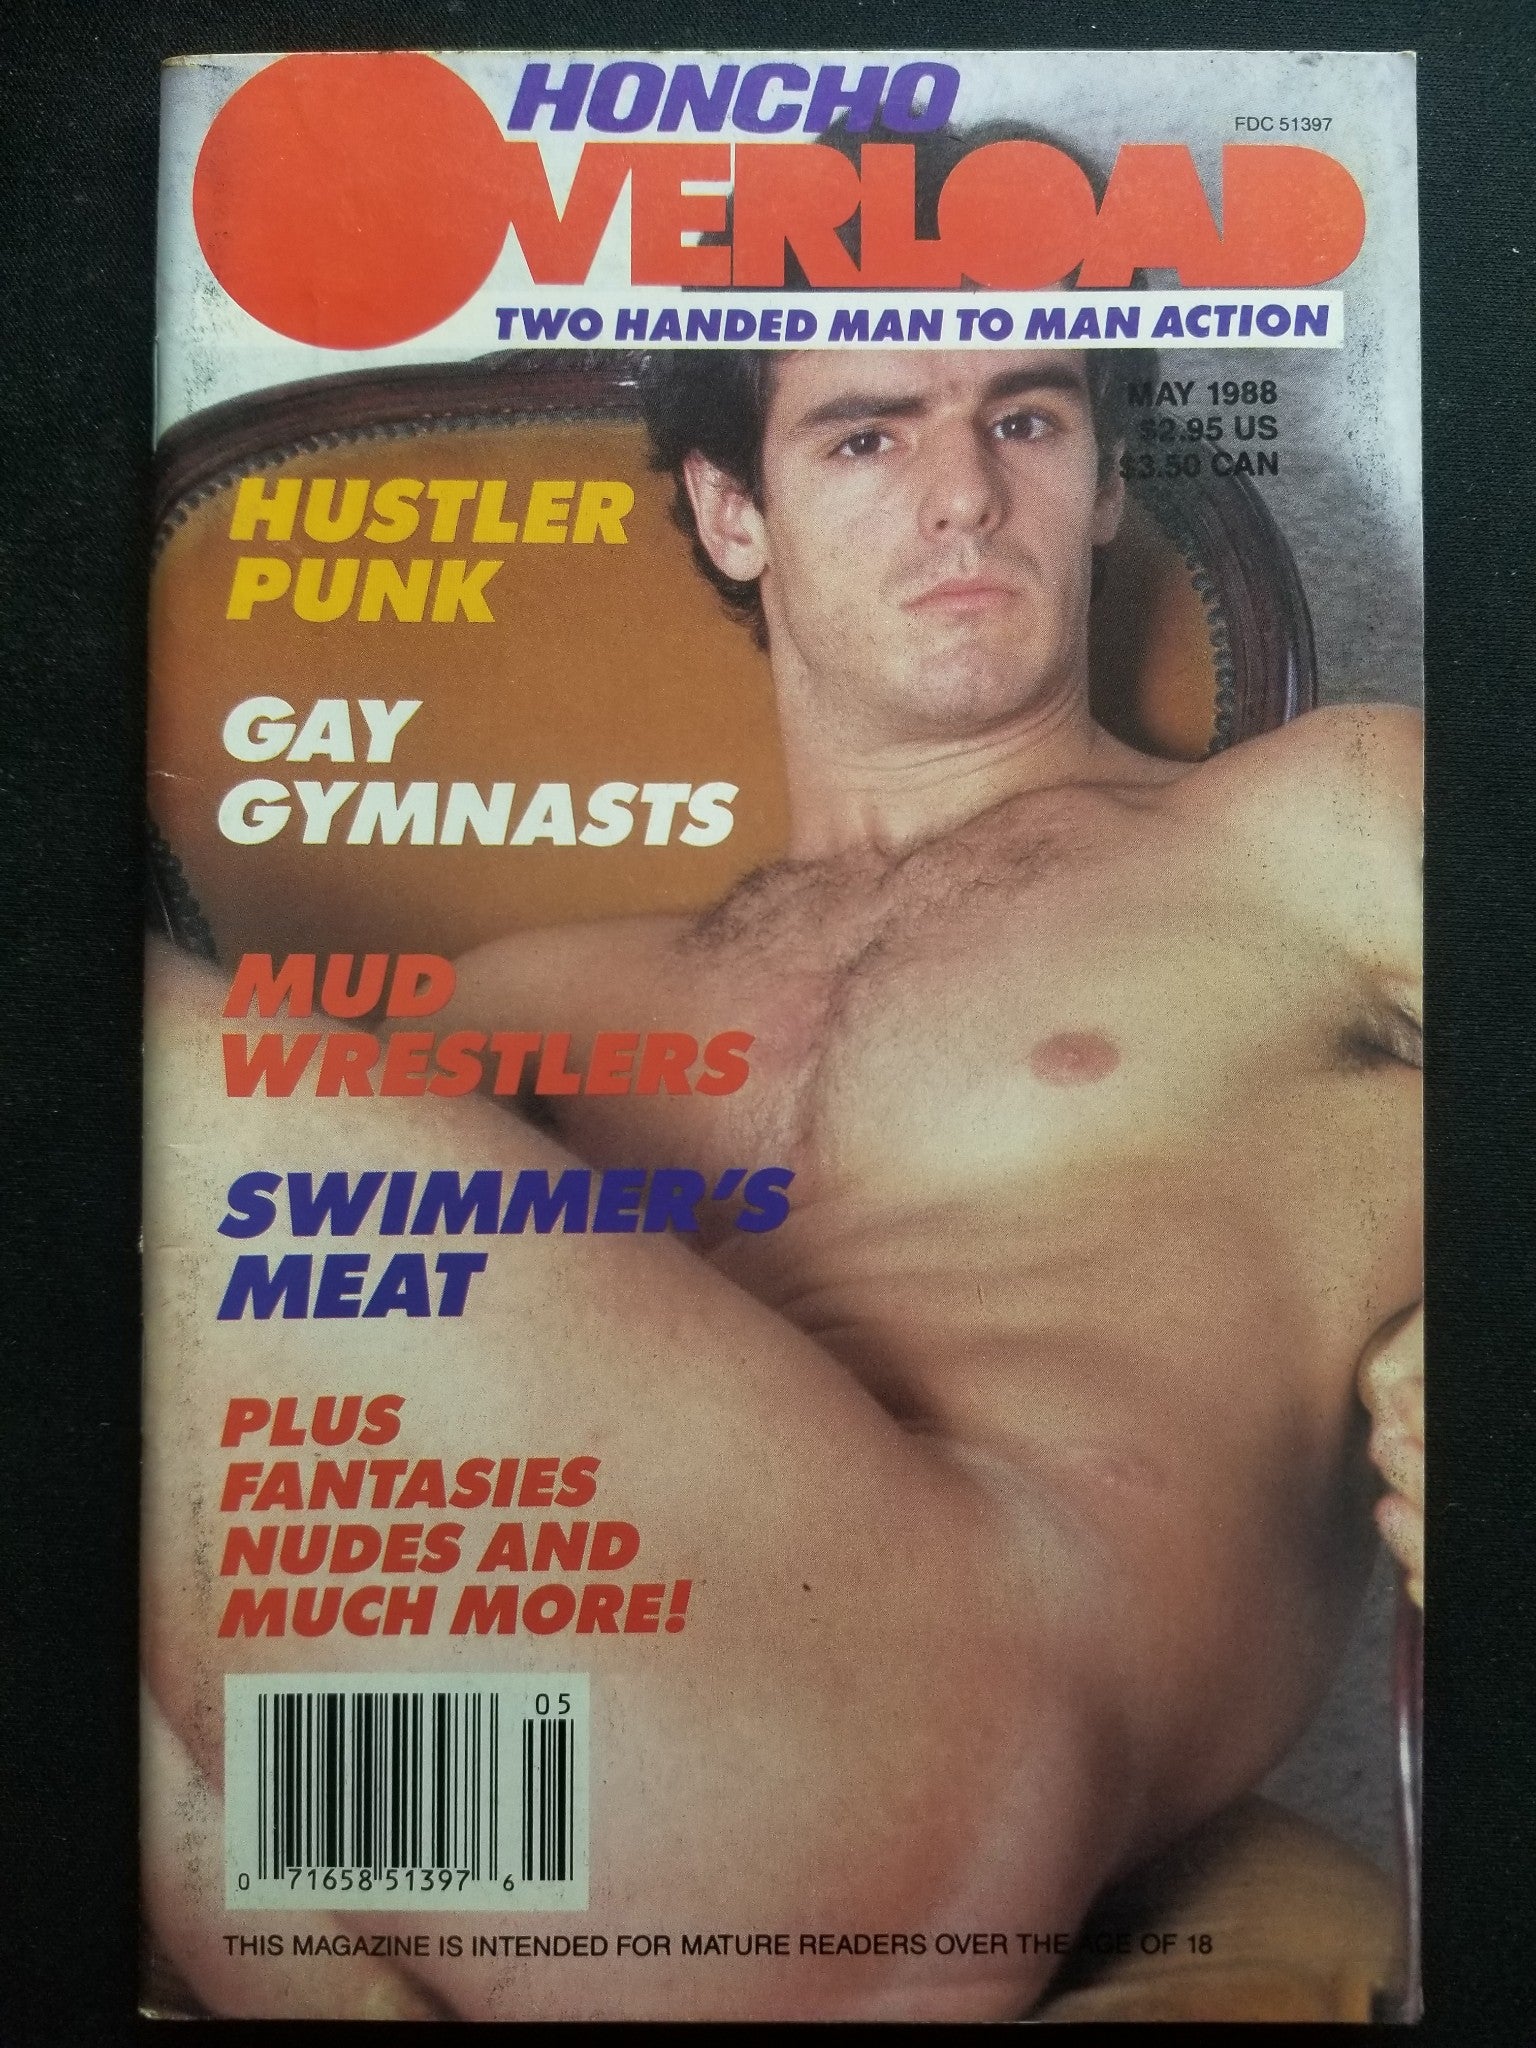 HONCHO
FDC 51397
OVERLOAD
TWO HANDED MAN TO MAN ACTION
MAY 1988
$2.95 US
$3.50 CAN
HUSTLER
PUNK
GAY
GYMNASTS
MUD
WRESTLERS
SWIMMER'S
MEAT
PLUS
FANTASIES
NUDES AND
MUCH MORE!
05
0 71658 51397 6
THIS MAGAZINE IS INTENDED FOR MATURE READERS OVER THE AGE OF 18